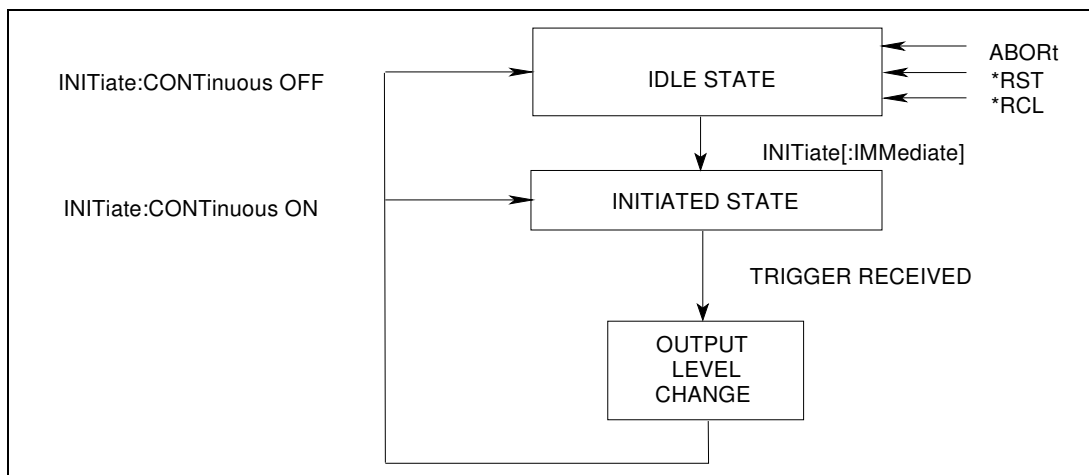 ABORt
INITiate:CONTinuous OFF
IDLE STATE
*RST
*RCL
INITiate[:IMMediate]
INITiate:CONTinuous ON
INITIATED STATE
TRIGGER RECEIVED
OUTPUT
LEVEL
CHANGE